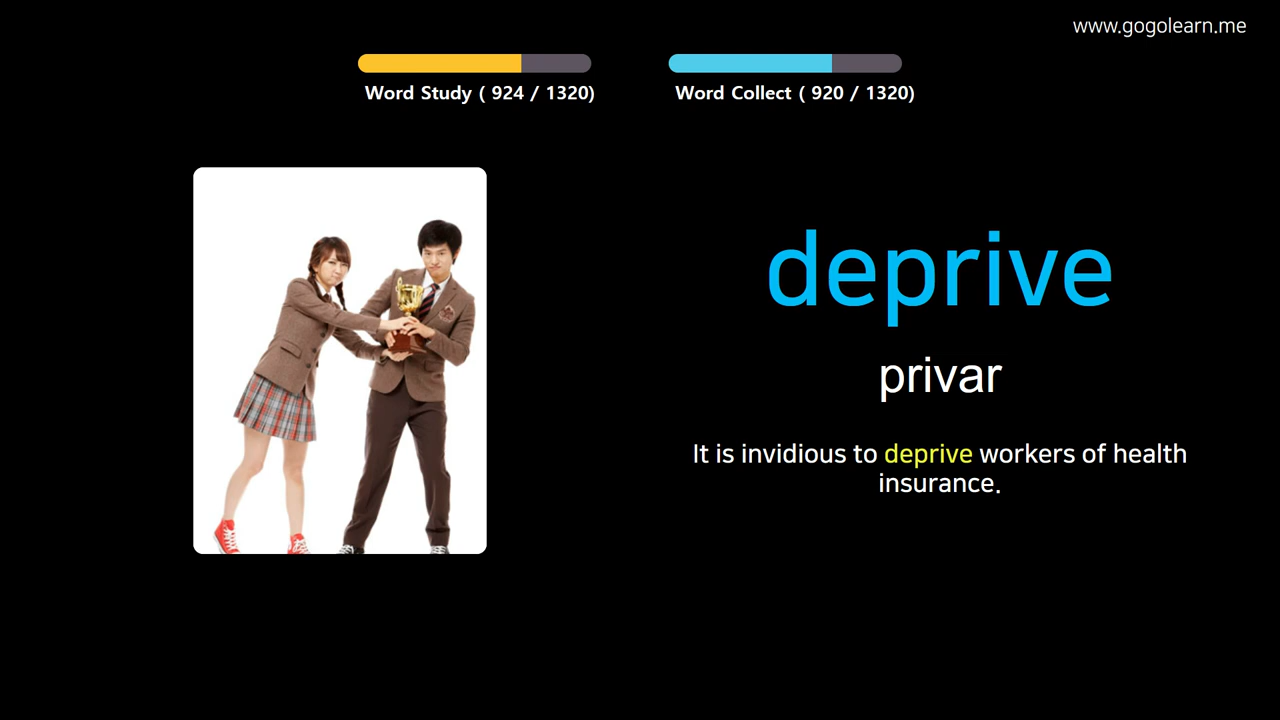 www.gogolearn.me
Word Study ( 924 / 1320)
Word Collect ( 920 / 1320)
deprive
privar
It is invidious to deprive workers of health
insurance.